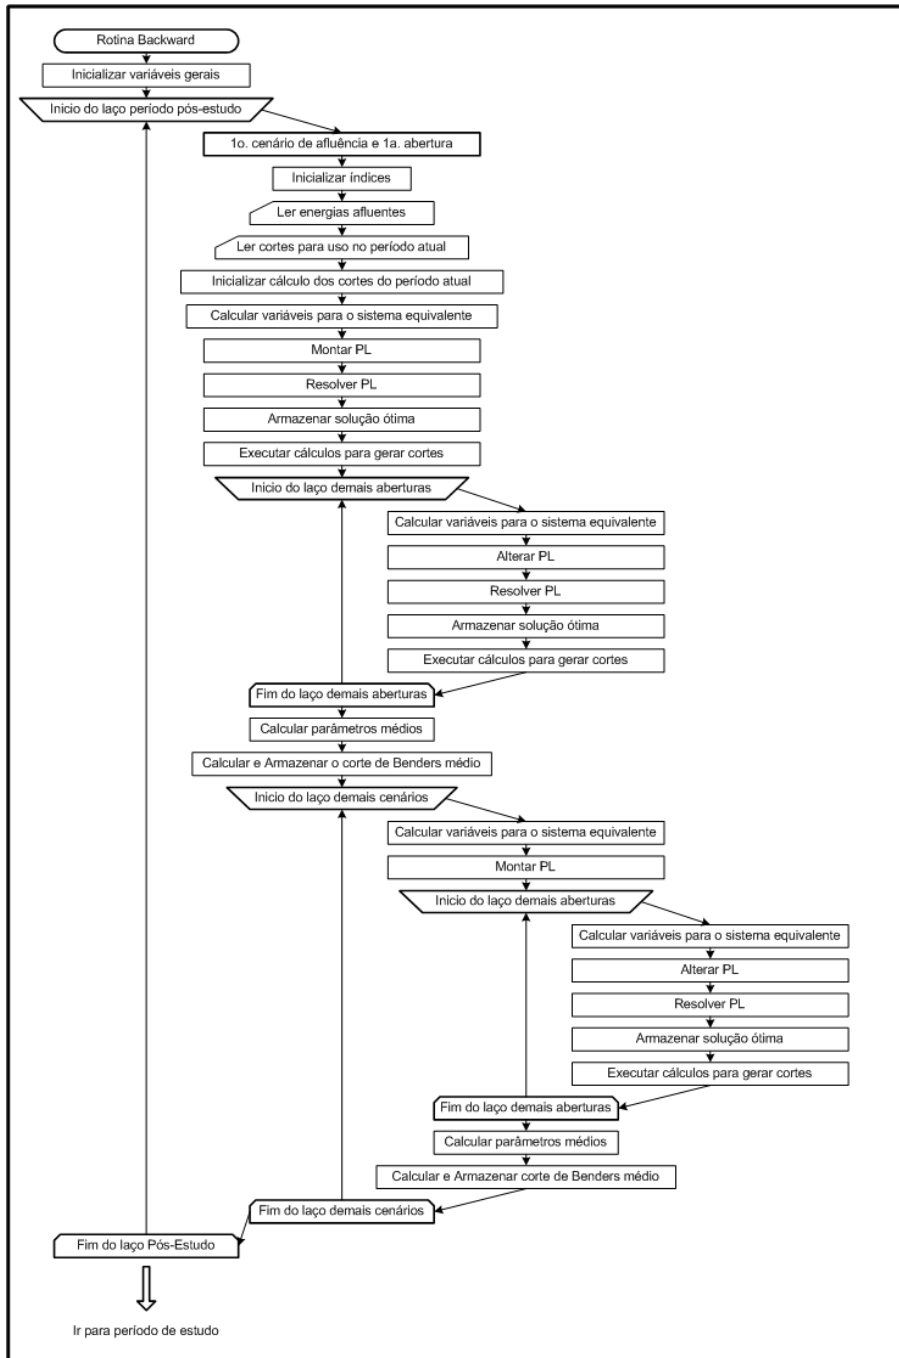 Rotina Backward
Inicializar variáveis gerais
Inicio do laço período pós-estudo
1o. cenário de afluência e 1a. abertura
Inicializar índices
Ler energias afluentes
Ler cortes para uso no período atual
Inicializar cálculo dos cortes do período atual
Calcular variáveis para o sistema equivalente
Montar PL
Resolver PL
Armazenar solução ótima
Executar cálculos para gerar cortes
Inicio do laço demais aberturas
Calcular variáveis para o sistema equivalente
Alterar PL
Resolver PL
Armazenar solução ótima
Executar cálculos para gerar cortes
Fim do laço demais aberturas
Calcular parâmetros médios
Calcular e Armazenar o corte de Benders médio
Inicio do laço demais cenários
Calcular variáveis para o sistema equivalente
Montar PL
Inicio do laço demais aberturas
Calcular variáveis para o sistema equivalente
Alterar PL
Resolver PL
Armazenar solução ótima
Executar cálculos para gerar cortes
Fim do laço demais aberturas
Calcular parâmetros médios
Calcular e Armazenar corte de Benders médio
Fim do laço demais cenários
Fim do laço Pós-Estudo
Ir para período de estudo